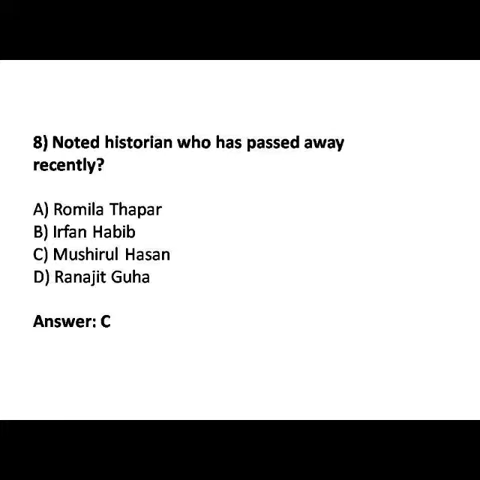 8) Noted historian who has passed away
recently?
A) Romila Thapar
B) Irfan Habib
C) Mushirul Hasan
D) Ranajit Guha
Answer: C